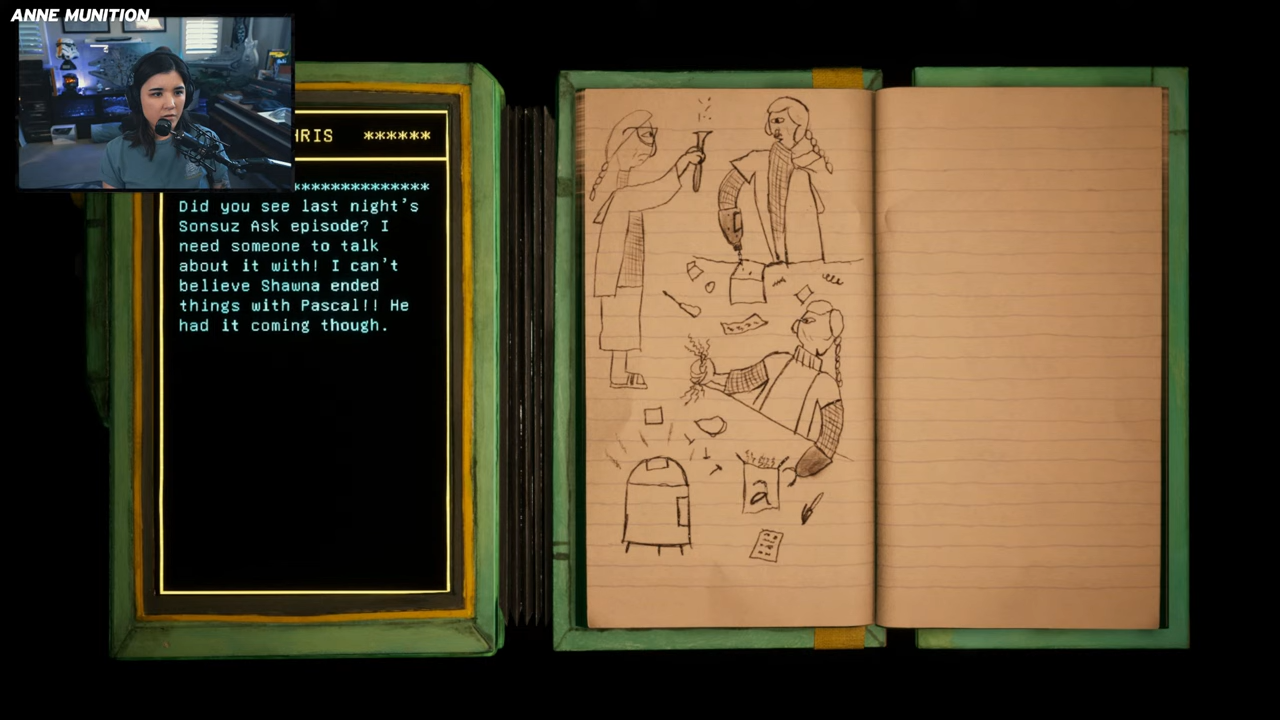 ANNE MUNITION
HRIS ******
**************
Did you see last night's
Sonsuz Ask episode? I
need someone to talk
about it with! I can't
believe Shawna ended
things with Pascal!! He
had it coming though.
a